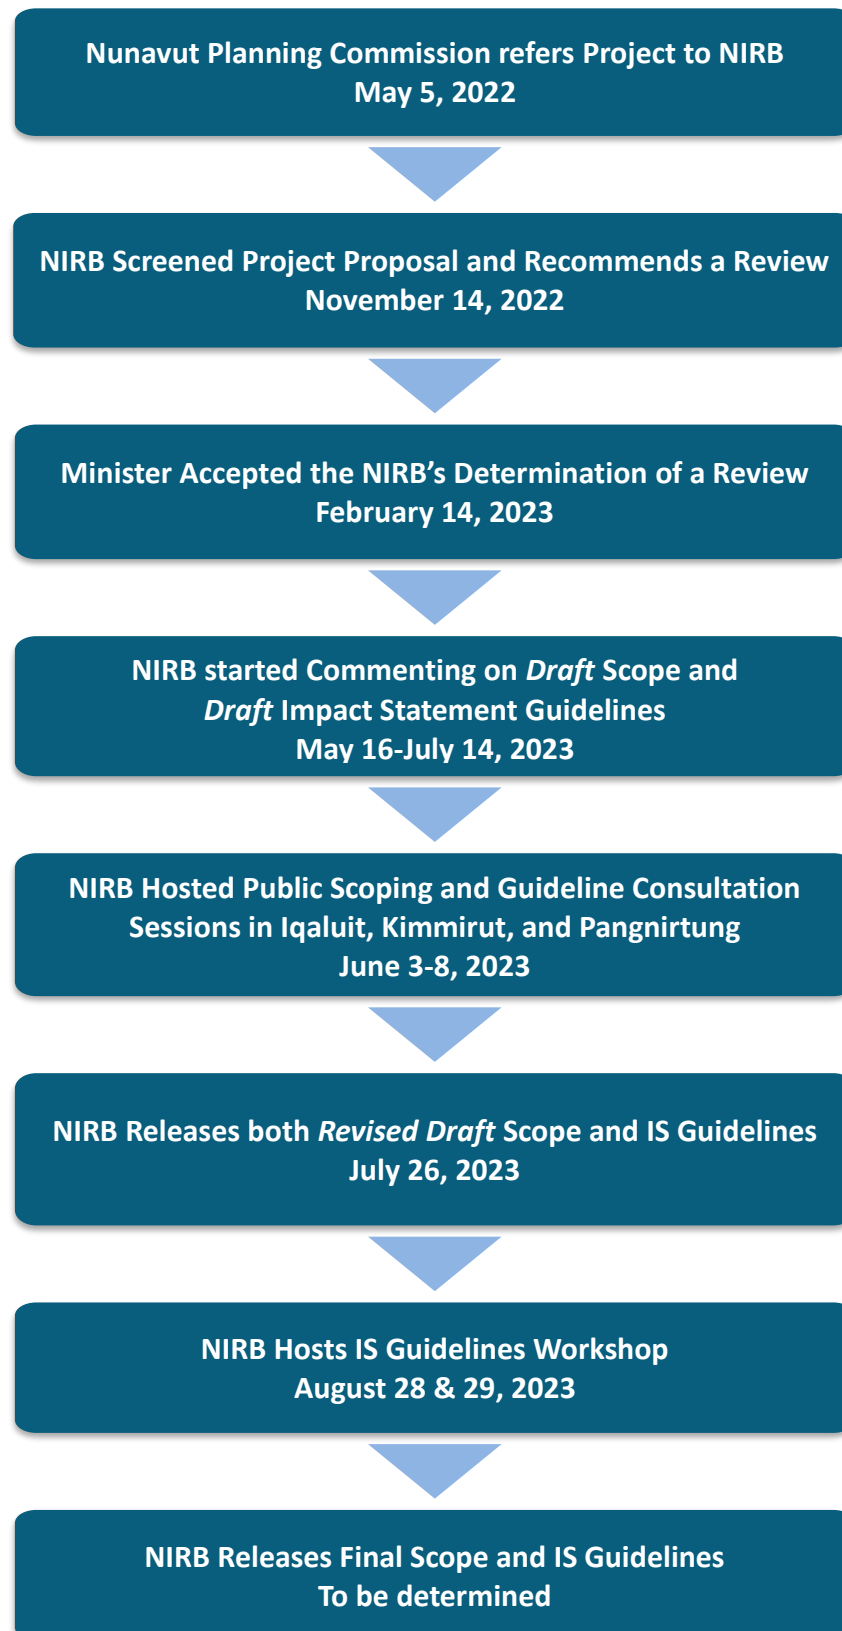 Nunavut Planning Commission refers Project to NIRB
May 5, 2022
NIRB Screened Project Proposal and Recommends a Review
November 14, 2022
Minister Accepted the NIRB’s Determination of a Review
February 14, 2023
NIRB started Commenting on Draft Scope and
Draft Impact Statement Guidelines
May 16-July 14, 2023
NIRB Hosted Public Scoping and Guideline Consultation
Sessions in Iqaluit, Kimmirut, and Pangnirtung
June 3-8, 2023
NIRB Releases both Revised Draft Scope and IS Guidelines
July 26, 2023
NIRB Hosts IS Guidelines Workshop
August 28 & 29, 2023
NIRB Releases Final Scope and IS Guidelines
To be determined